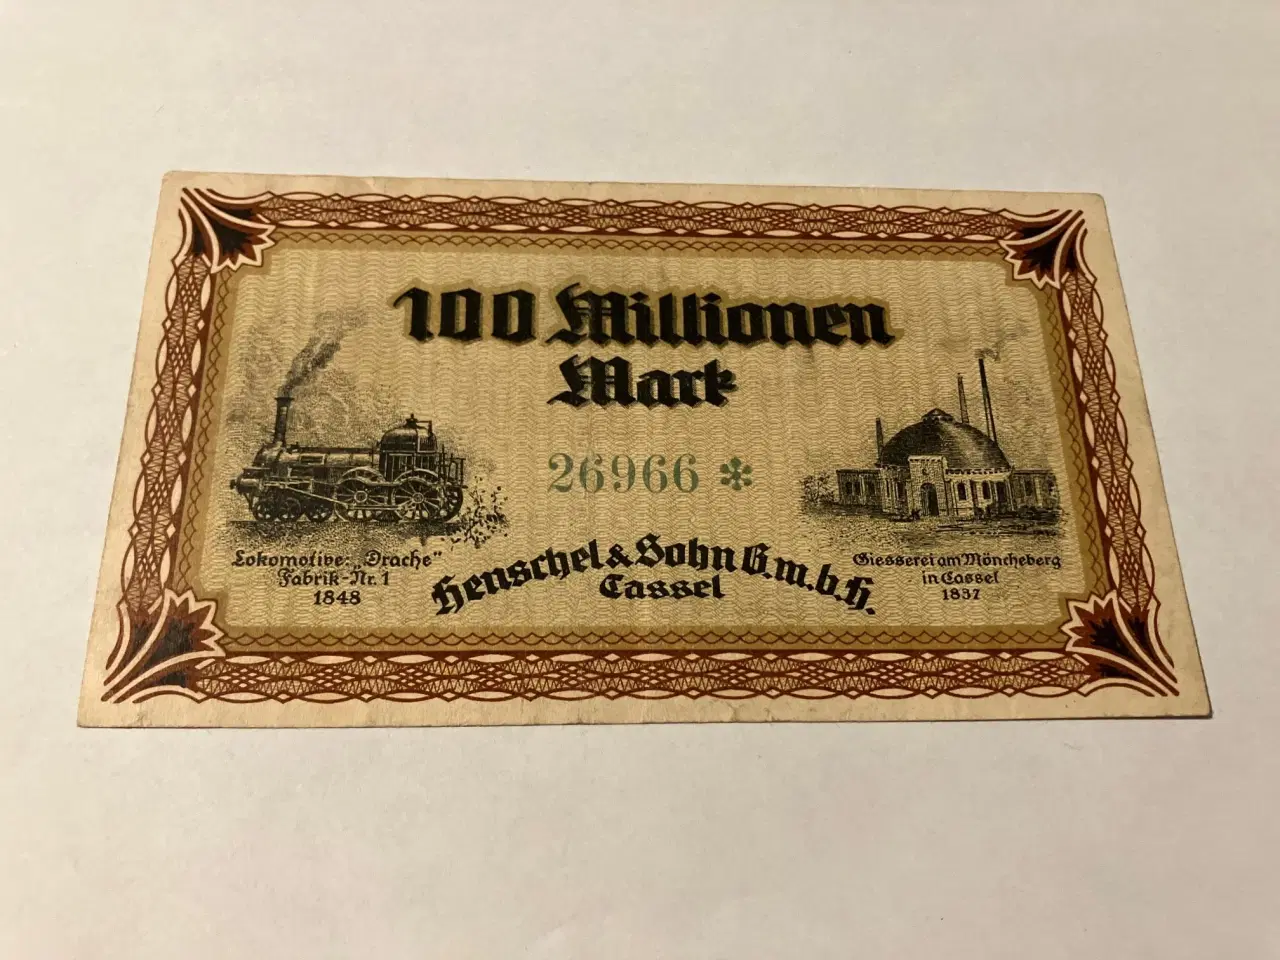 100 Millionen
Mark
26966 *
Lokomotive: „Drache"
Fabrik-Nr. 1
1848
Henschel & Sohn G.m.b.H.
Cassel
Giesserei am Möncheberg
in Cassel
1837